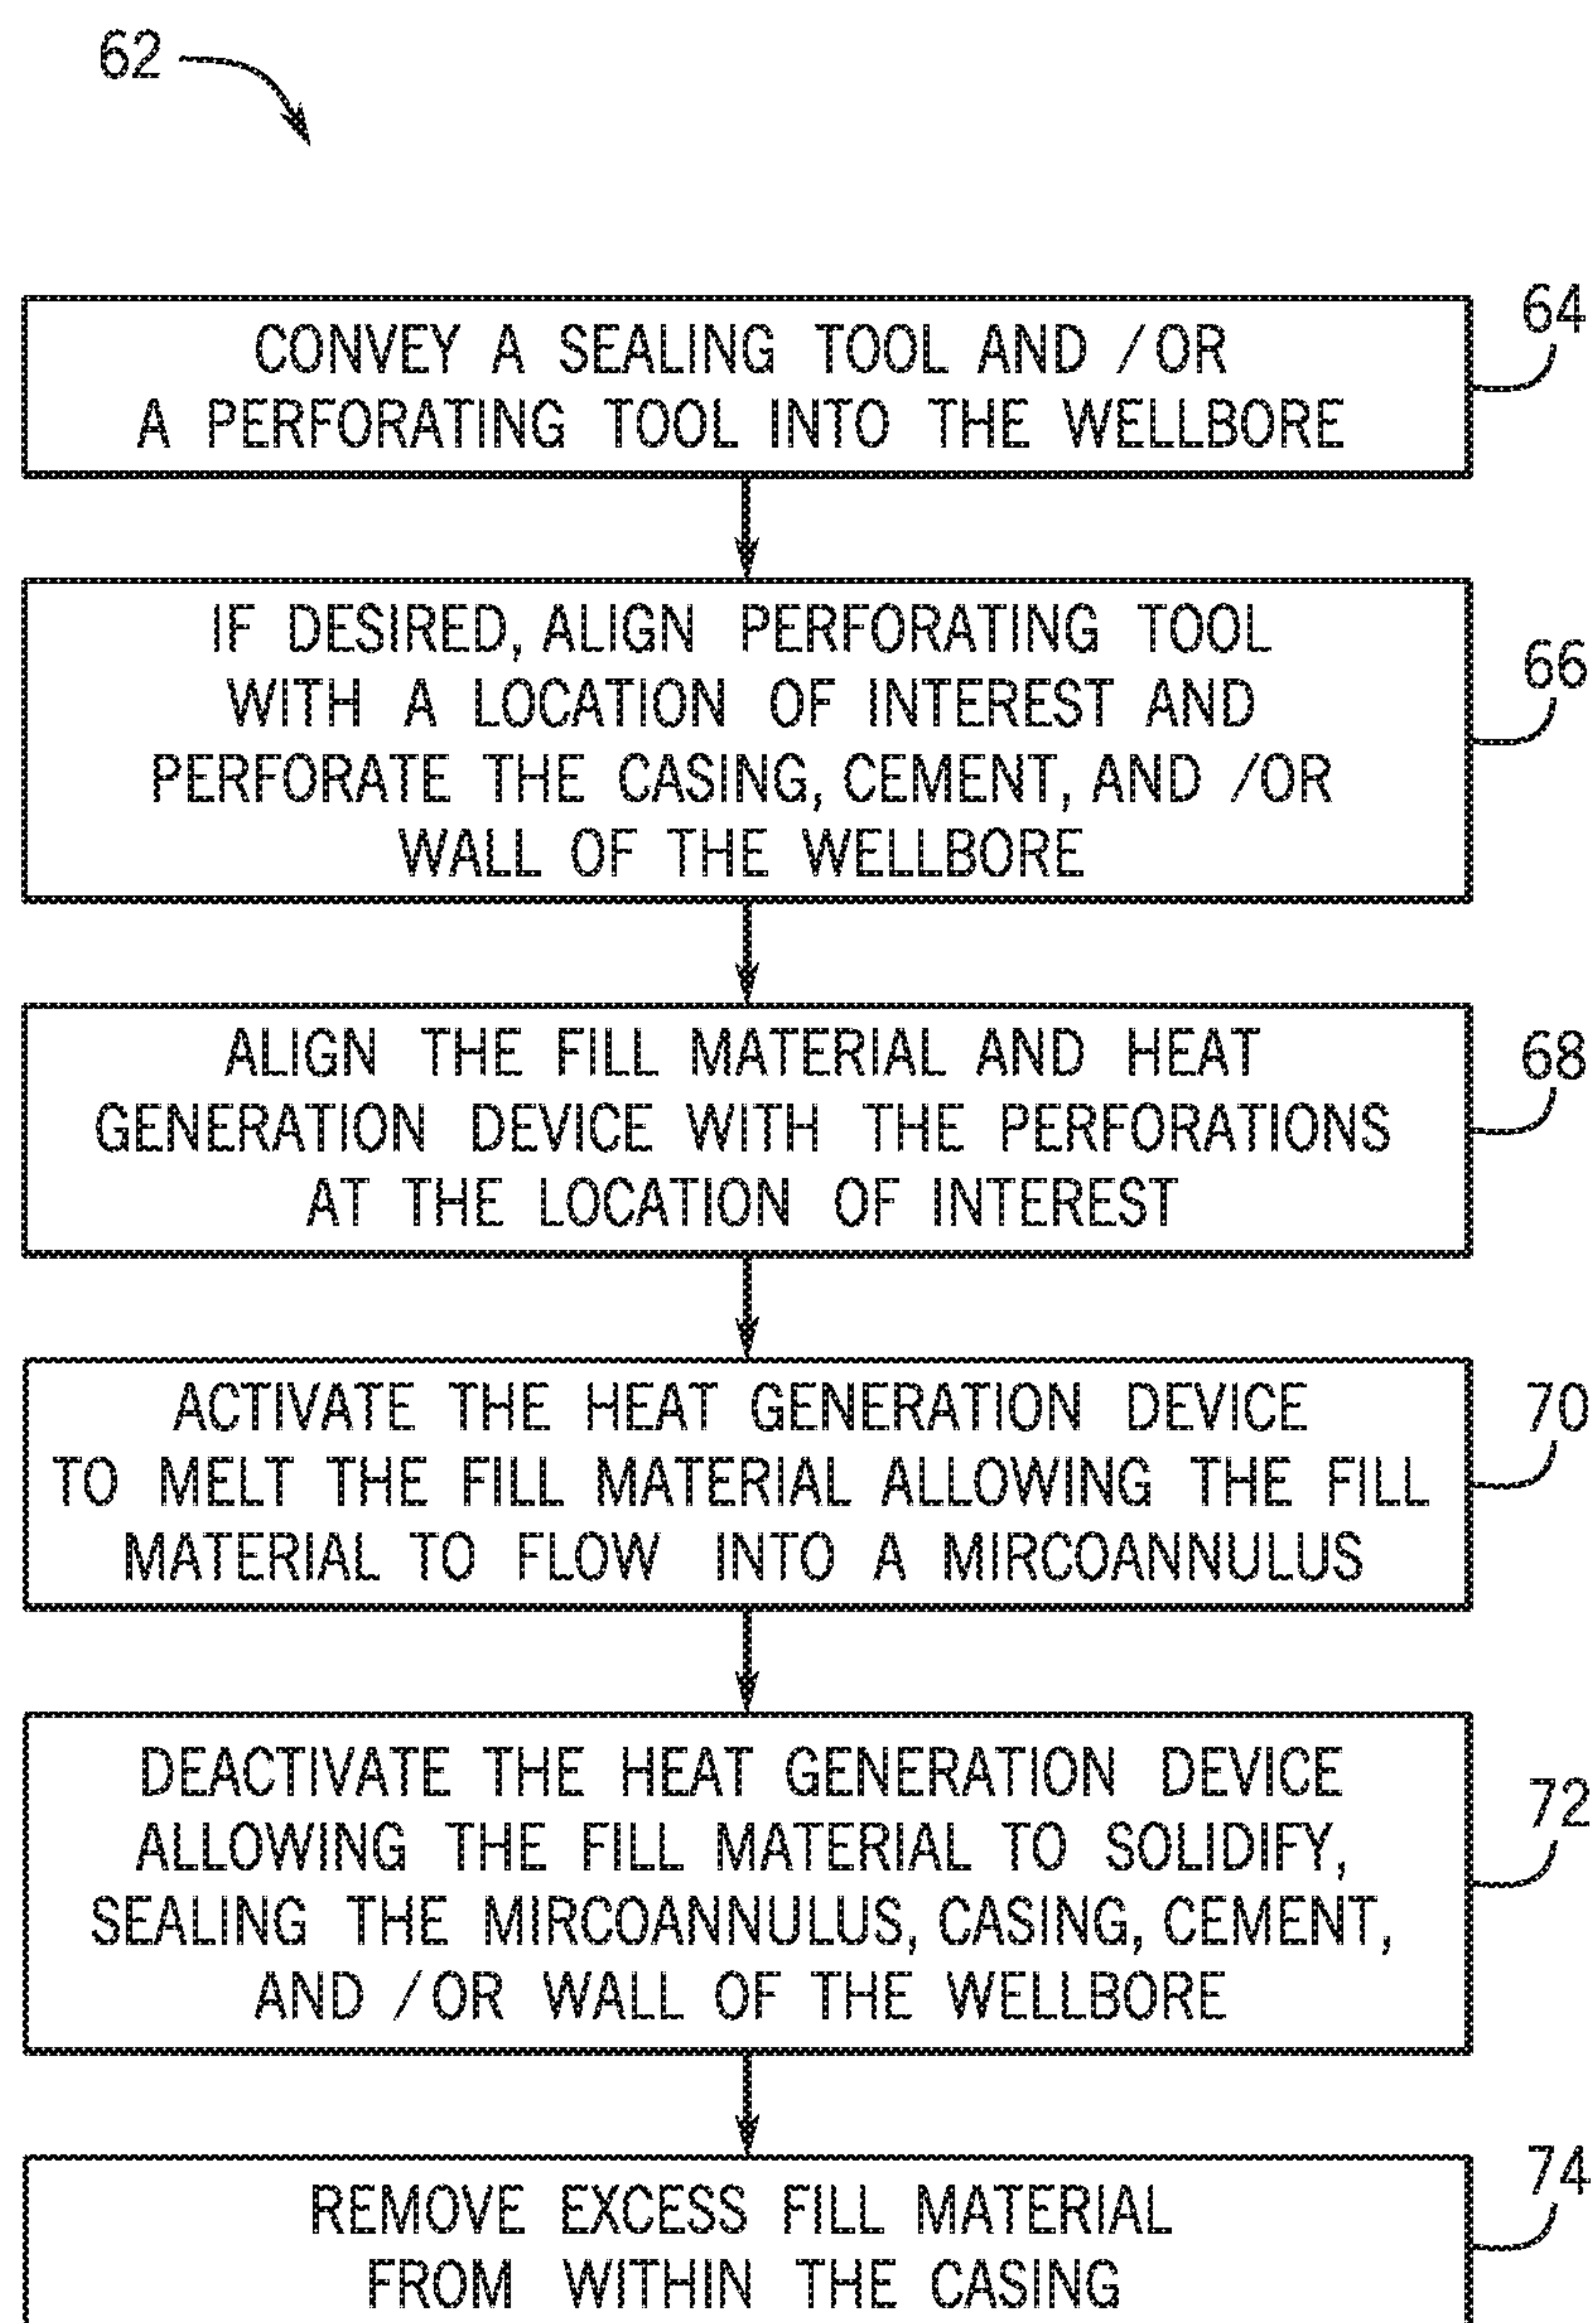 62
64
CONVEY A SEALING TOOL AND /OR
A PERFORATING TOOL INTO THE WELLBORE
66
IF DESIRED, ALIGN PERFORATING TOOL
WITH A LOCATION OF INTEREST AND
PERFORATE THE CASING, CEMENT, AND /OR
WALL OF THE WELLBORE
68
ALIGN THE FILL MATERIAL AND HEAT
GENERATION DEVICE WITH THE PERFORATIONS
AT THE LOCATION OF INTEREST
70
ACTIVATE THE HEAT GENERATION DEVICE
TO MELT THE FILL MATERIAL ALLOWING THE FILL
MATERIAL TO FLOW INTO A MIRCOANNULUS
72
DEACTIVATE THE HEAT GENERATION DEVICE
ALLOWING THE FILL MATERIAL TO SOLIDIFY,
SEALING THE MIRCOANNULUS, CASING, CEMENT,
AND /OR WALL OF THE WELLBORE
74
REMOVE EXCESS FILL MATERIAL
FROM WITHIN THE CASING